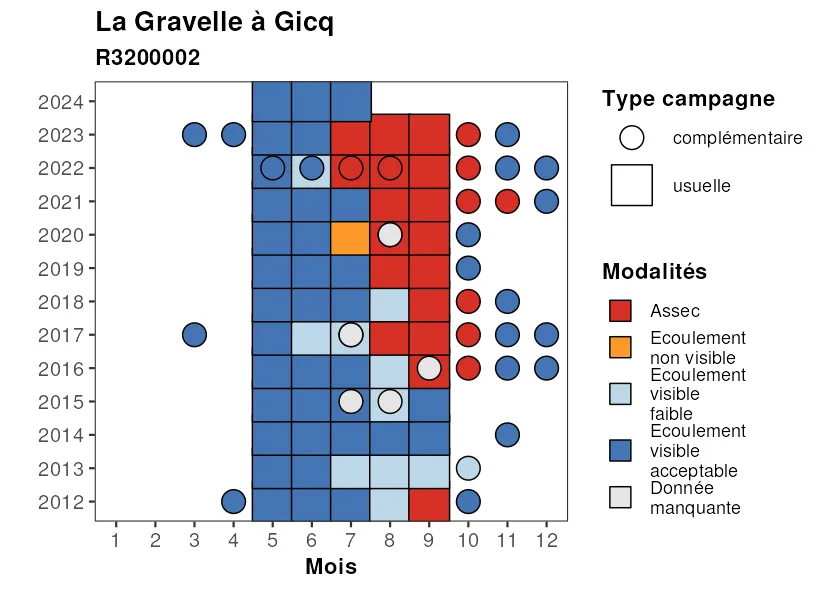 La Gravelle à Gicq
R3200002
2024
2023
2022
2021
2020
2019
2018
2017
2016
2015
2014
2013
2012
1 2 3 4 5 6 7 8 9 10 11 12
Mois
Type campagne
complémentaire
usuelle
Modalités
Assec
Ecoulement
non visible
Ecoulement
visible
faible
Ecoulement
visible
acceptable
Donnée
manquante